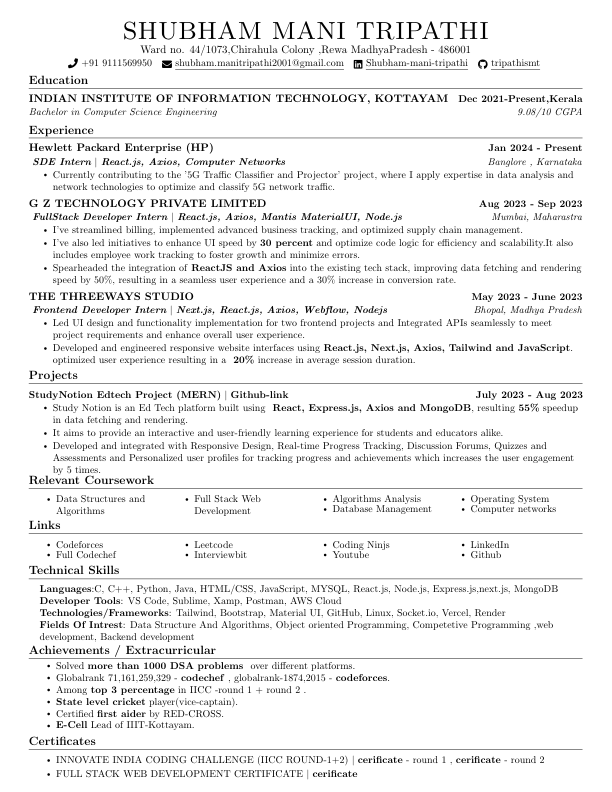 SHUBHAM MANI TRIPATHI
Ward no. 44/1073,Chirahula Colony ,Rewa MadhyaPradesh - 486001
+91 9111569950 shubham.manitripathi2001@gmail.com Shubham-mani-tripathi tripathismt
Education
INDIAN INSTITUTE OF INFORMATION TECHNOLOGY, KOTTAYAM Dec 2021-Present,Kerala
Bachelor in Computer Science Engineering 9.08/10 CGPA
Experience
Hewlett Packard Enterprise (HP) Jan 2024 - Present
SDE Intern | React.js, Axios, Computer Networks Banglore , Karnataka
• Currently contributing to the '5G Traffic Classifier and Projector' project, where I apply expertise in data analysis and
network technologies to optimize and classify 5G network traffic.
G Z TECHNOLOGY PRIVATE LIMITED Aug 2023 - Sep 2023
FullStack Developer Intern | React.js, Axios, Mantis MaterialUI, Node.js Mumbai, Maharastra
• I've streamlined billing, implemented advanced business tracking, and optimized supply chain management.
• I've also led initiatives to enhance UI speed by 30 percent and optimize code logic for efficiency and scalability.It also
includes employee work tracking to foster growth and minimize errors.
• Spearheaded the integration of ReactJS and Axios into the existing tech stack, improving data fetching and rendering
speed by 50%, resulting in a seamless user experience and a 30% increase in conversion rate.
THE THREEWAYS STUDIO May 2023 - June 2023
Frontend Developer Intern | Next.js, React.js, Axios, Webflow, Nodejs Bhopal, Madhya Pradesh
• Led UI design and functionality implementation for two frontend projects and Integrated APIs seamlessly to meet
project requirements and enhance overall user experience.
• Developed and engineered responsive website interfaces using React.js, Next.js, Axios, Tailwind and JavaScript.
optimized user experience resulting in a 20% increase in average session duration.
Projects
StudyNotion Edtech Project (MERN) | Github-link July 2023 - Aug 2023
• Study Notion is an Ed Tech platform built using React, Express.js, Axios and MongoDB, resulting 55% speedup
in data fetching and rendering.
• It aims to provide an interactive and user-friendly learning experience for students and educators alike.
• Developed and integrated with Responsive Design, Real-time Progress Tracking, Discussion Forums, Quizzes and
Assessments and Personalized user profiles for tracking progress and achievements which increases the user engagement
by 5 times.
Relevant Coursework
• Data Structures and Algorithms • Full Stack Web Development • Algorithms Analysis • Operating System
• Database Management • Computer networks
Links
• Codeforces • Leetcode • Coding Ninjs • LinkedIn
• Full Codechef • Interviewbit • Youtube • Github
Technical Skills
Languages:C, C++, Python, Java, HTML/CSS, JavaScript, MYSQL, React.js, Node.js, Express.js,next.js, MongoDB
Developer Tools: VS Code, Sublime, Xamp, Postman, AWS Cloud
Technologies/Frameworks: Tailwind, Bootstrap, Material UI, GitHub, Linux, Socket.io, Vercel, Render
Fields Of Intrest: Data Structure And Algorithms, Object oriented Programming, Competetive Programming ,web
development, Backend development
Achievements / Extracurricular
• Solved more than 1000 DSA problems over different platforms.
• Globalrank 71,161,259,329 - codechef , globalrank-1874,2015 - codeforces.
• Among top 3 percentage in IICC -round 1 + round 2 .
• State level cricket player(vice-captain).
• Certified first aider by RED-CROSS.
• E-Cell Lead of IIIT-Kottayam.
Certificates
• INNOVATE INDIA CODING CHALLENGE (IICC ROUND-1+2) | cerificate - round 1 , cerificate - round 2
• FULL STACK WEB DEVELOPMENT CERTIFICATE | cerificate